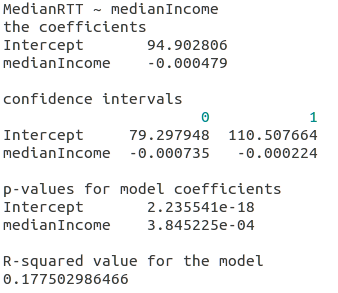 MedianRTT ~ medianIncome
the coefficients
Intercept 94.902806
medianIncome -0.000479
confidence intervals
0 1
Intercept 79.297948 110.507664
medianIncome -0.000735 -0.000224
p-values for model coefficients
Intercept 2.235541e-18
medianIncome 3.845225e-04
R-squared value for the model
0.177502986466